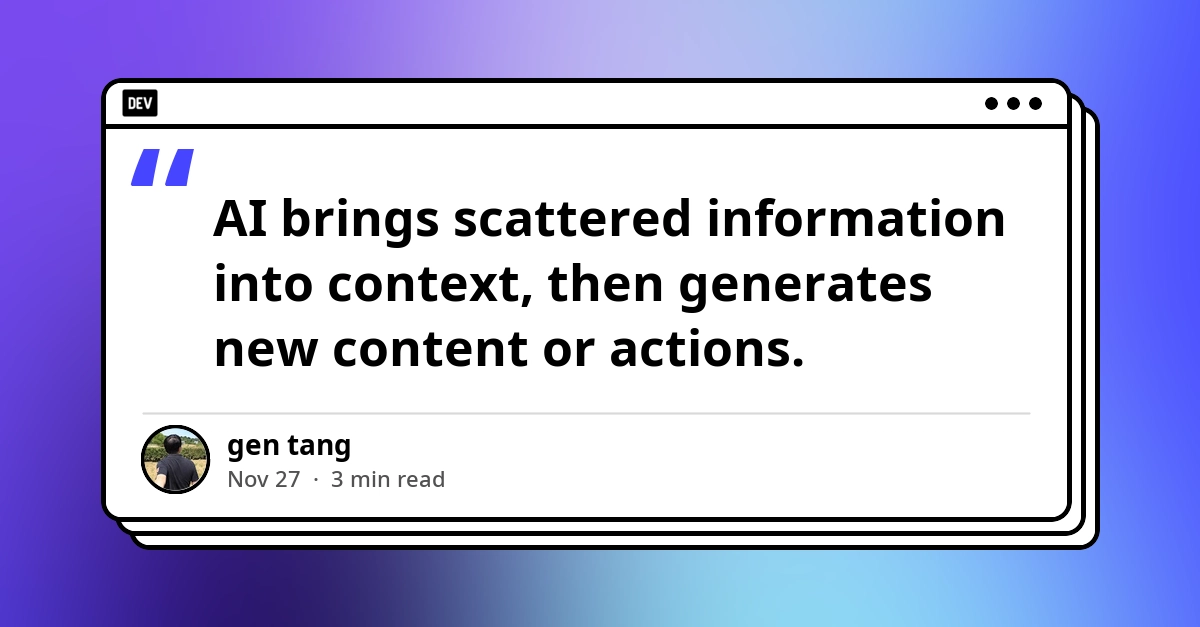 DEV
“
AI brings scattered information
into context, then generates
new content or actions.
gen tang
Nov 27 · 3 min read